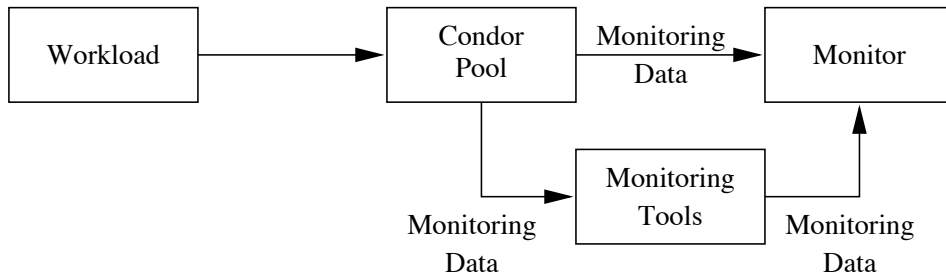 Workload
Condor
Pool
Monitoring
Data
Monitor
Monitoring
Tools
Monitoring
Data
Monitoring
Data